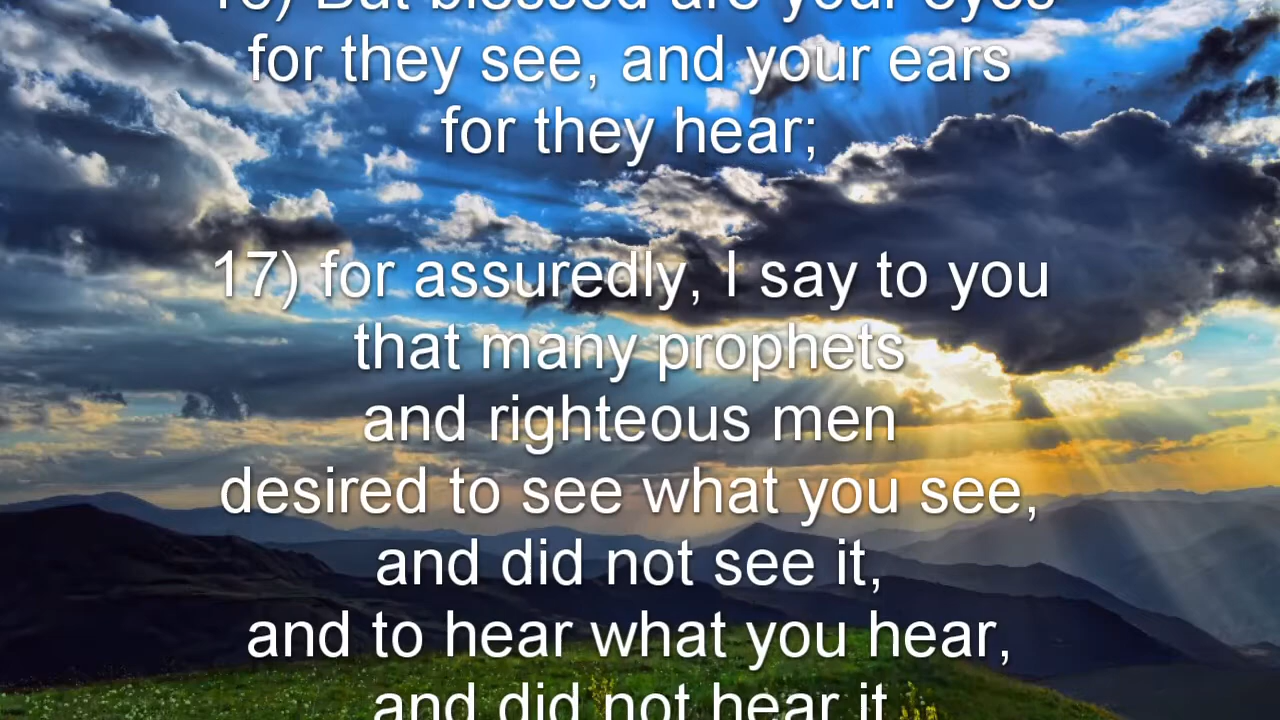 16) But blessed are your eyes
for they see, and your ears
for they hear;
17) for assuredly, I say to you
that many prophets
and righteous men
desired to see what you see,
and did not see it,
and to hear what you hear,
and did not hear it